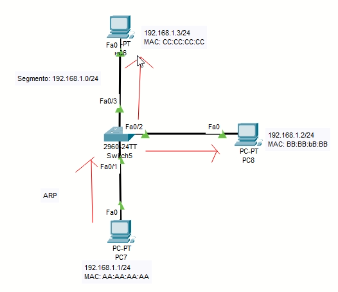 192.168.1.3/24
MAC: CC:CC:CC:CC
Fa0
-PT
Segmento: 192.168.1.0/24
Fa0/3
Fa0/2
Fa0
192.168.1.2/24
MAC: BB:BB:bB:BB
2960-24TT
Switch5
PC-PT
PC8
Fa0/1
ARP
Fa0
PC-PT
PC7
192.168.1.1/24
MAC: AA:AA:AA:AA